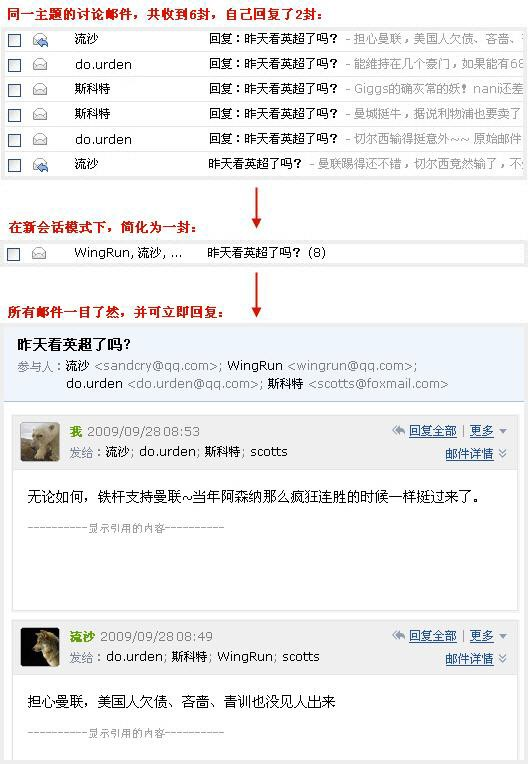 同一主题的讨论邮件，共收到6封，自己回复了2封：
流沙 回复：昨天看英超了吗？ - 担心曼联，美国人欠债、吝啬、
do.urden 回复：昨天看英超了吗？ - 能维持在几个豪门，如果能有6
斯科特 回复：昨天看英超了吗？ - Giggs的确灰常的妖！nani还差
斯科特 回复：昨天看英超了吗？ - 曼城挺牛，据说利物浦也要卖了
do.urden 回复：昨天看英超了吗？ - 切尔西输得挺意外~~ 原始邮件
流沙 昨天看英超了吗？ - 曼联踢得还不错，切尔西竟然输了，不
在新会话模式下，简化为一封：
WingRun, 流沙, ... 昨天看英超了吗？ (8)
所有邮件一目了然，并可立即回复：
昨天看英超了吗？
参与人：流沙 <sandcry@qq.com>; WingRun <wingrun@qq.com>;
do.urden <do.urden@qq.com>; 斯科特 <scotts@foxmail.com>
我 2009/09/28 08:53 回复全部 | 更多
发给：流沙; do.urden; 斯科特; scotts 邮件详情
无论如何，铁杆支持曼联~当年阿森纳那么疯狂连胜的时候一样挺过来了。
----------显示引用的内容----------
流沙 2009/09/28 08:49 回复全部 | 更多
发给：do.urden; 斯科特; WingRun; scotts 邮件详情
担心曼联，美国人欠债、吝啬、青训也没见人出来
----------显示引用的内容----------